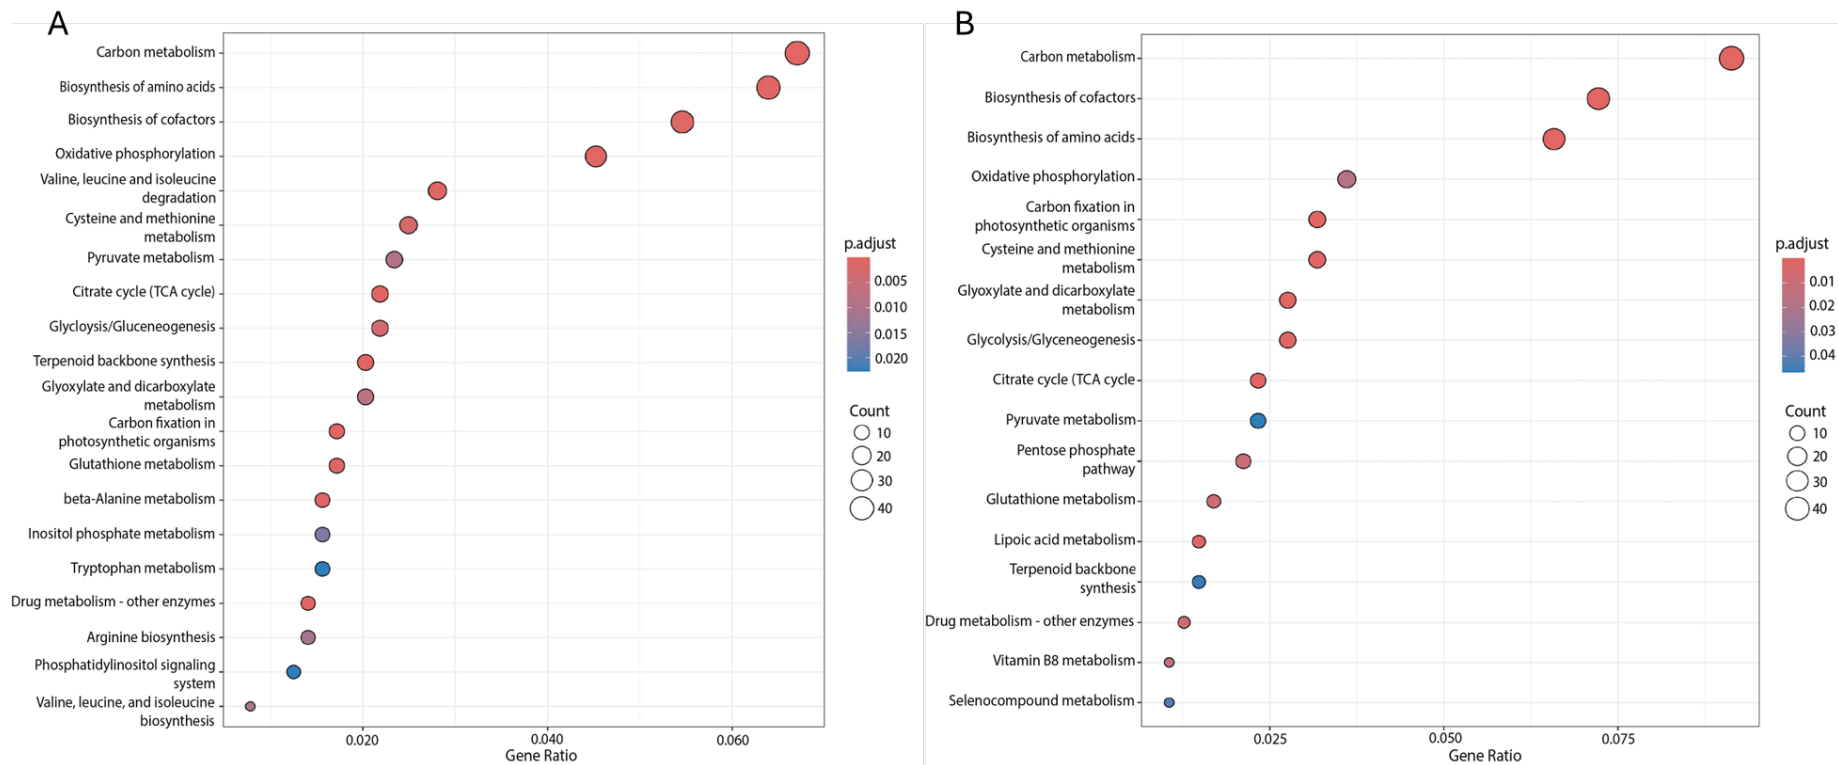 A
Carbon metabolism
Biosynthesis of amino acids
Biosynthesis of cofactors
Oxidative phosphorylation
Valine, leucine and isoleucine
degradation
Cysteine and methionine
metabolism
Pyruvate metabolism
Citrate cycle (TCA cycle)
Glycloysis/Gluceneogenesis
Terpenoid backbone synthesis
Glyoxylate and dicarboxylate
metabolism
Carbon fixation in
photosynthetic organisms
Glutathione metabolism
beta-Alanine metabolism
Inositol phosphate metabolism
Tryptophan metabolism
Drug metabolism - other enzymes
Arginine biosynthesis
Phosphatidylinositol signaling
system
Valine, leucine, and isoleucine
biosynthesis
0.020
0.040
0.060
Gene Ratio
p.adjust
0.005
0.010
0.015
0.020
Count
10
20
30
40
B
Carbon metabolism
Biosynthesis of cofactors
Biosynthesis of amino acids
Oxidative phosphorylation
Carbon fixation in
photosynthetic organisms
Cysteine and methionine
metabolism
Glyoxylate and dicarboxylate
metabolism
Glycolysis/Glyceneogenesis
Citrate cycle (TCA cycle
Pyruvate metabolism
Pentose phosphate
pathway
Glutathione metabolism
Lipoic acid metabolism
Terpenoid backbone
synthesis
Drug metabolism - other enzymes
Vitamin B8 metabolism
Selenocompound metabolism
0.025
0.050
0.075
Gene Ratio
p.adjust
0.01
0.02
0.03
0.04
Count
10
20
30
40